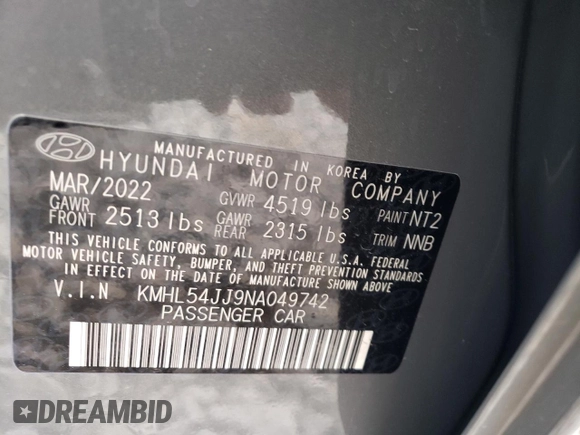 MANUFACTURED IN KOREA BY
HYUNDAI MOTOR COMPANY
MAR/2022 GVWR 4519 lbs PAINT NT2
GAWR FRONT 2513 lbs GAWR REAR 2315 lbs TRIM NNB
THIS VEHICLE CONFORMS TO ALL APPLICABLE U.S.A. FEDERAL
MOTOR VEHICLE SAFETY, BUMPER, AND THEFT PREVENTION STANDARDS
IN EFFECT ON THE DATE OF MANUFACTURE SHOWN ABOVE.
V.I.N KMHL54JJ9NA049742
PASSENGER CAR
DREAMBID